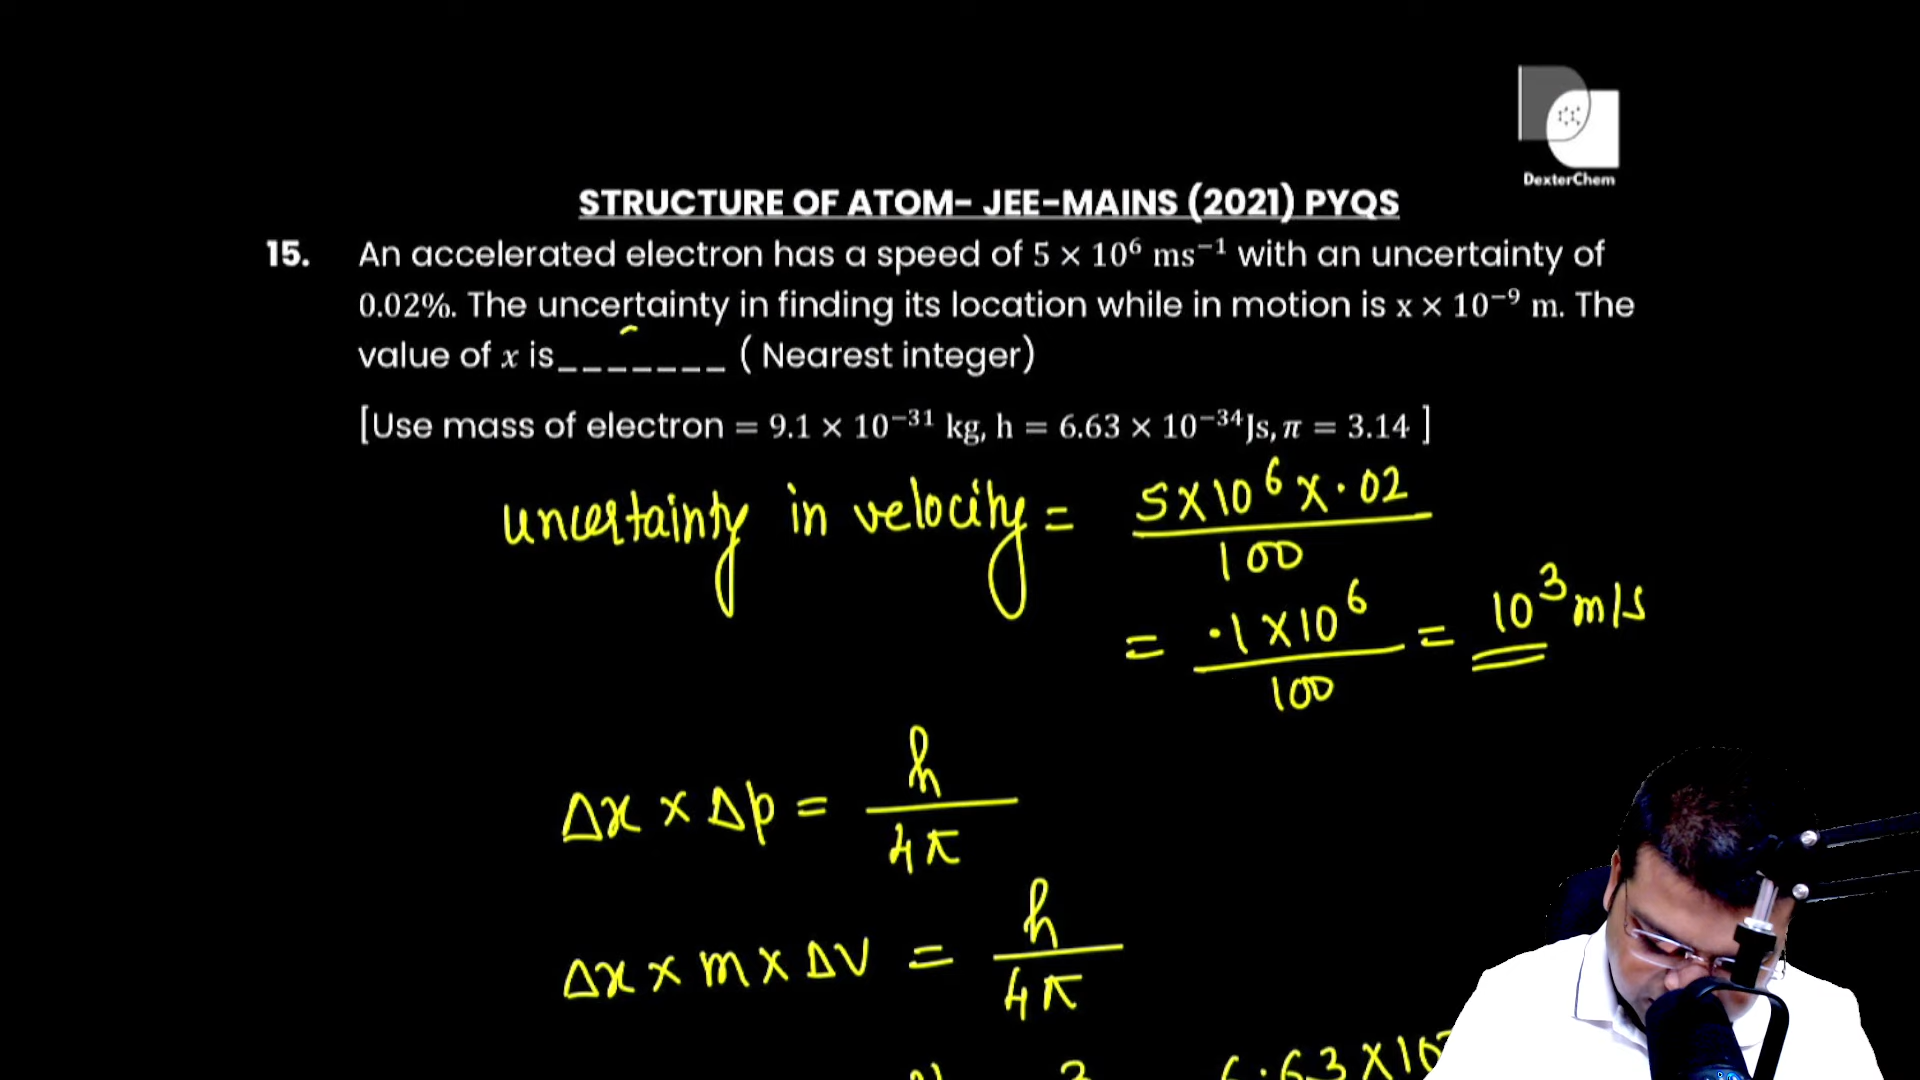 DexterChem
STRUCTURE OF ATOM- JEE-MAINS (2021) PYQS
15. An accelerated electron has a speed of 5 × 10⁶ ms⁻¹ with an uncertainty of
0.02%. The uncertainty in finding its location while in motion is x × 10⁻⁹ m. The
value of x is_______ ( Nearest integer)
[Use mass of electron = 9.1 × 10⁻³¹ kg, h = 6.63 × 10⁻³⁴Js, π = 3.14 ]
uncertainty in velocity = 5×10⁶×.02
100
= .1×10⁶ = 10³ m/s
100
Δx × Δp = h
4π
Δx × m × Δv = h
4π
6.63×10